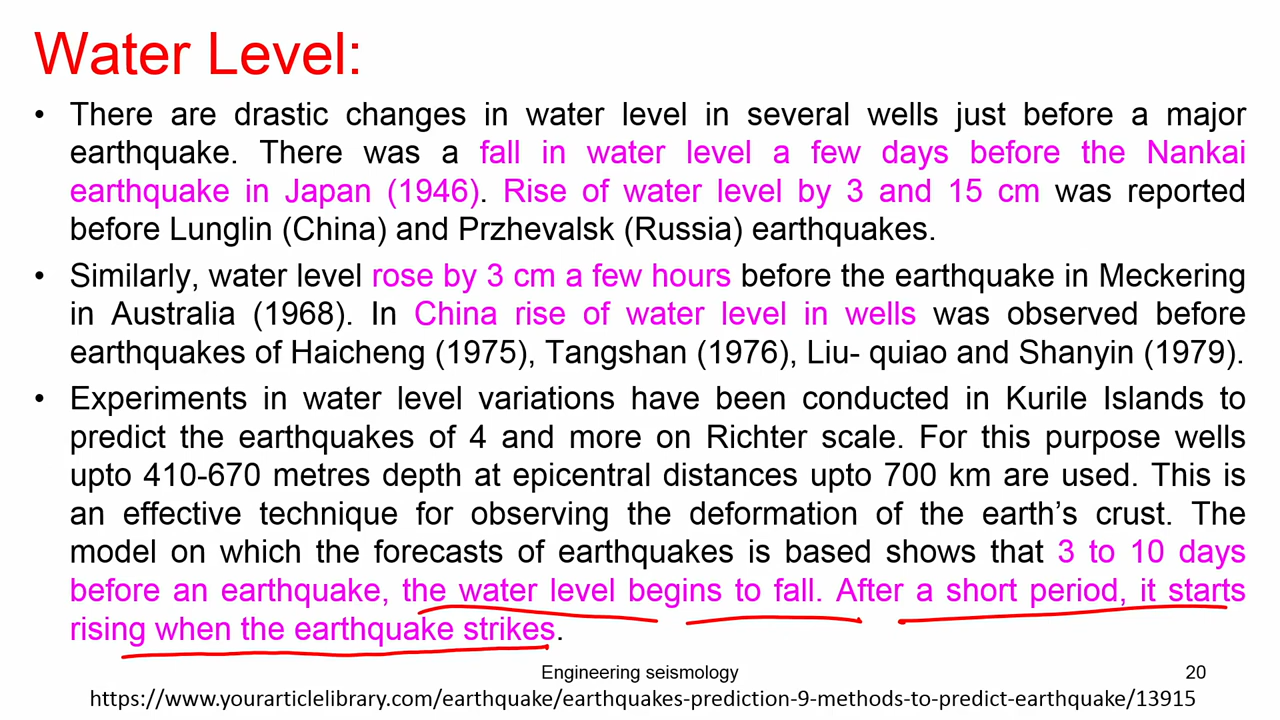 Water Level:
• There are drastic changes in water level in several wells just before a major
earthquake. There was a fall in water level a few days before the Nankai
earthquake in Japan (1946). Rise of water level by 3 and 15 cm was reported
before Lunglin (China) and Przhevalsk (Russia) earthquakes.
• Similarly, water level rose by 3 cm a few hours before the earthquake in Meckering
in Australia (1968). In China rise of water level in wells was observed before
earthquakes of Haicheng (1975), Tangshan (1976), Liu- quiao and Shanyin (1979).
• Experiments in water level variations have been conducted in Kurile Islands to
predict the earthquakes of 4 and more on Richter scale. For this purpose wells
upto 410-670 metres depth at epicentral distances upto 700 km are used. This is
an effective technique for observing the deformation of the earth’s crust. The
model on which the forecasts of earthquakes is based shows that 3 to 10 days
before an earthquake, the water level begins to fall. After a short period, it starts
rising when the earthquake strikes.
Engineering seismology 20
https://www.yourarticlelibrary.com/earthquake/earthquakes-prediction-9-methods-to-predict-earthquake/13915